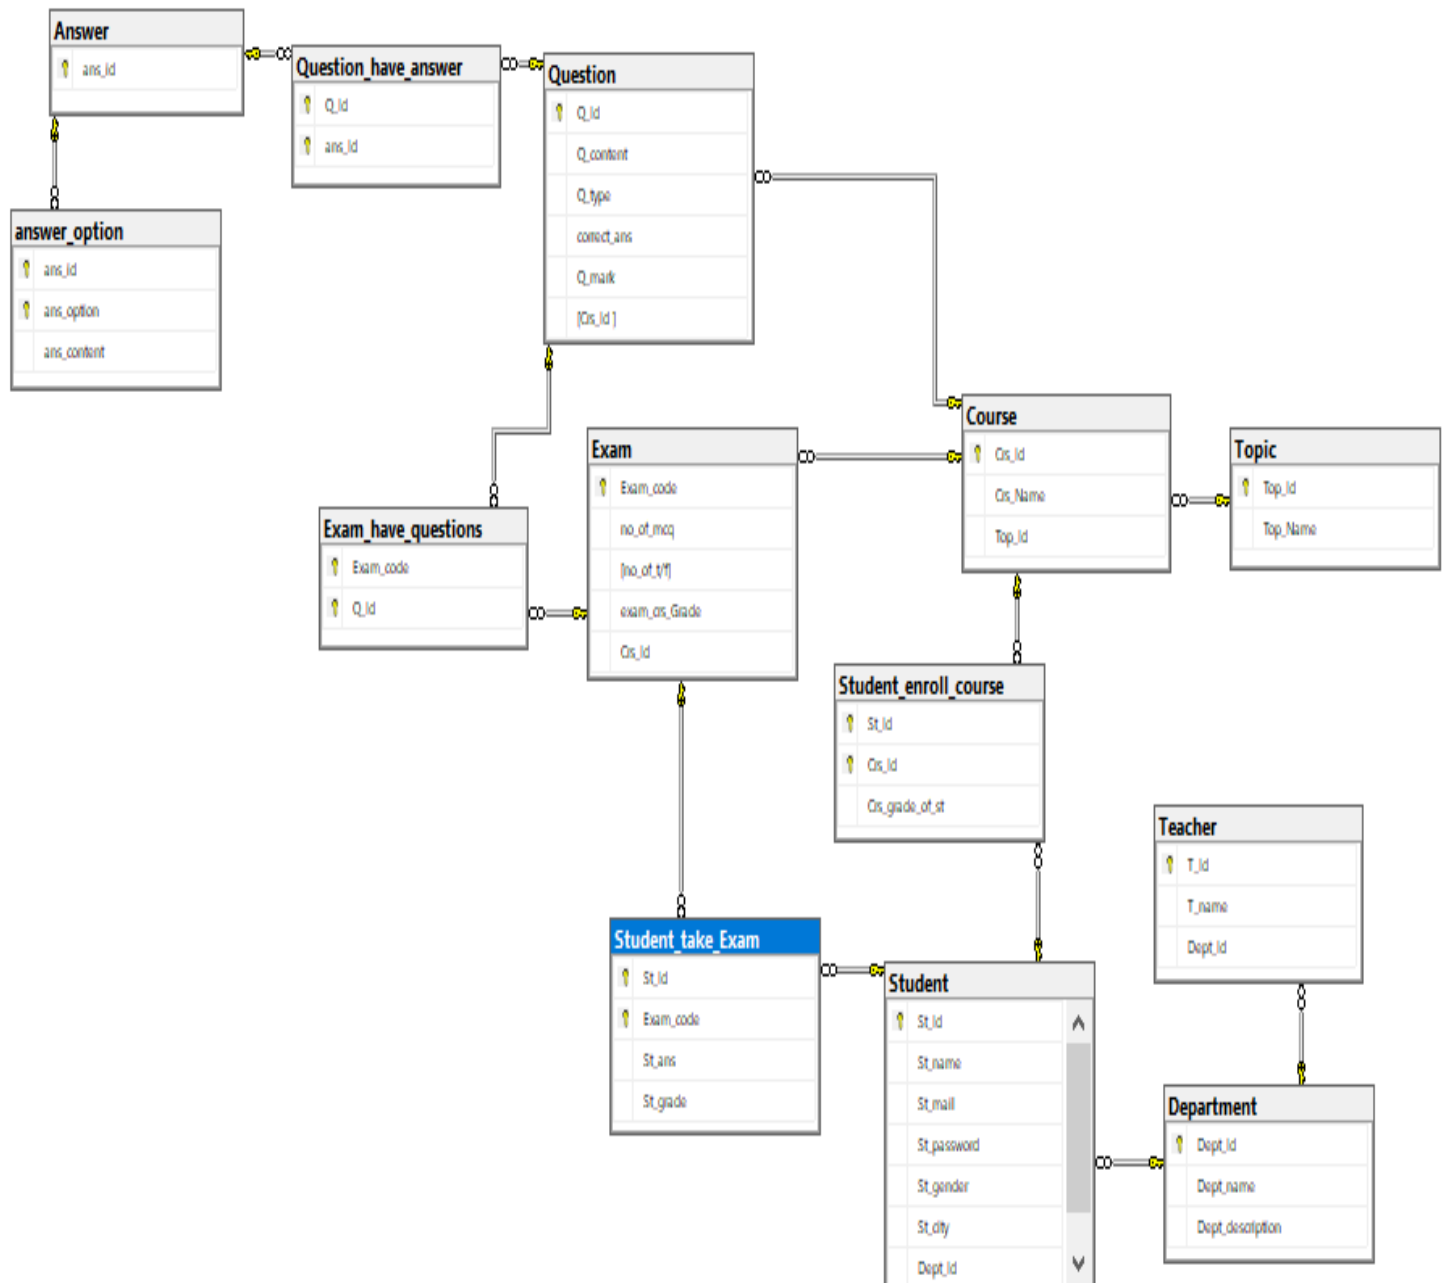 Answer
ans_id
Question_have_answer
Q_Id
ans_Id
Question
Q_Id
Q_content
Q_type
correct_ans
Q_mark
[Crs_Id ]
answer_option
ans_id
ans_option
ans_content
Exam
Exam_code
no_of_mcq
[no_of_t/f]
exam_crs_Grade
Crs_Id
Course
Crs_Id
Crs_Name
Top_Id
Topic
Top_Id
Top_Name
Exam_have_questions
Exam_code
Q_Id
Student_enroll_course
St_Id
Crs_Id
Crs_grade_of_st
Teacher
T_Id
T_name
Dept_Id
Student_take_Exam
St_Id
Exam_code
St_ans
St_grade
Student
St_Id
St_name
St_mail
St_password
St_gender
St_city
Dept_Id
Department
Dept_Id
Dept_name
Dept_description